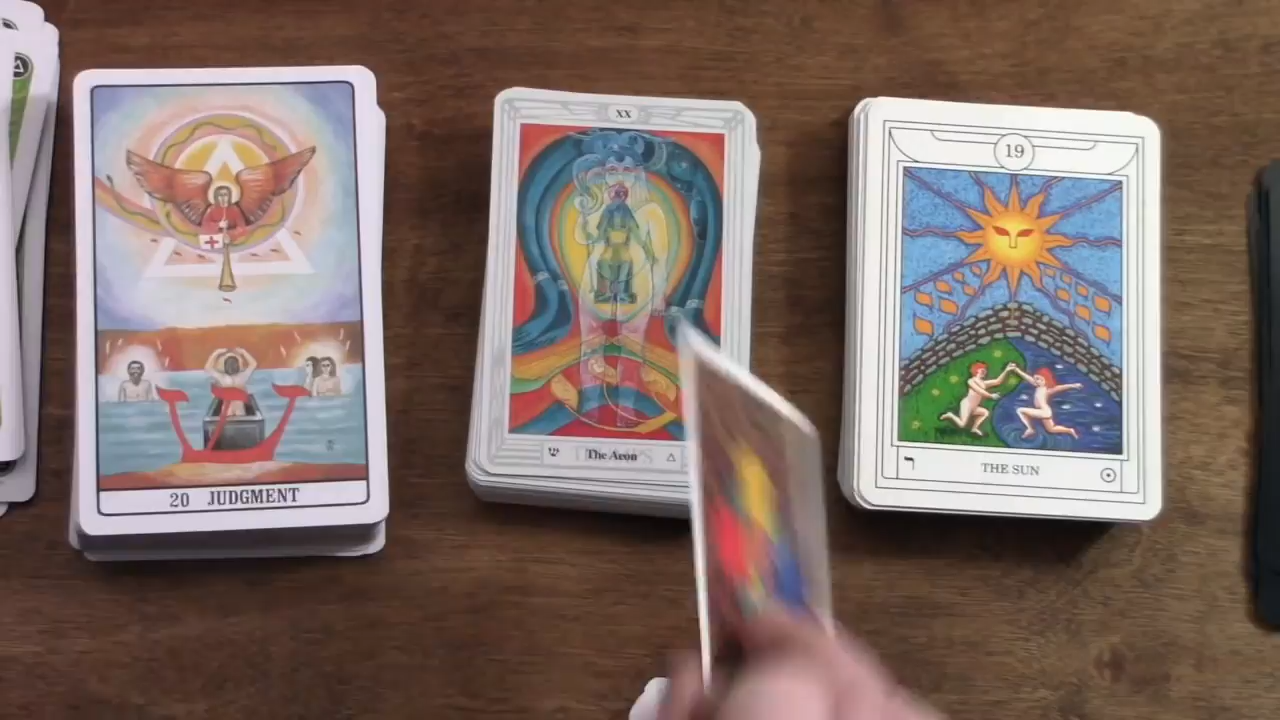 20 JUDGMENT
XX
The Aeon
19
THE SUN